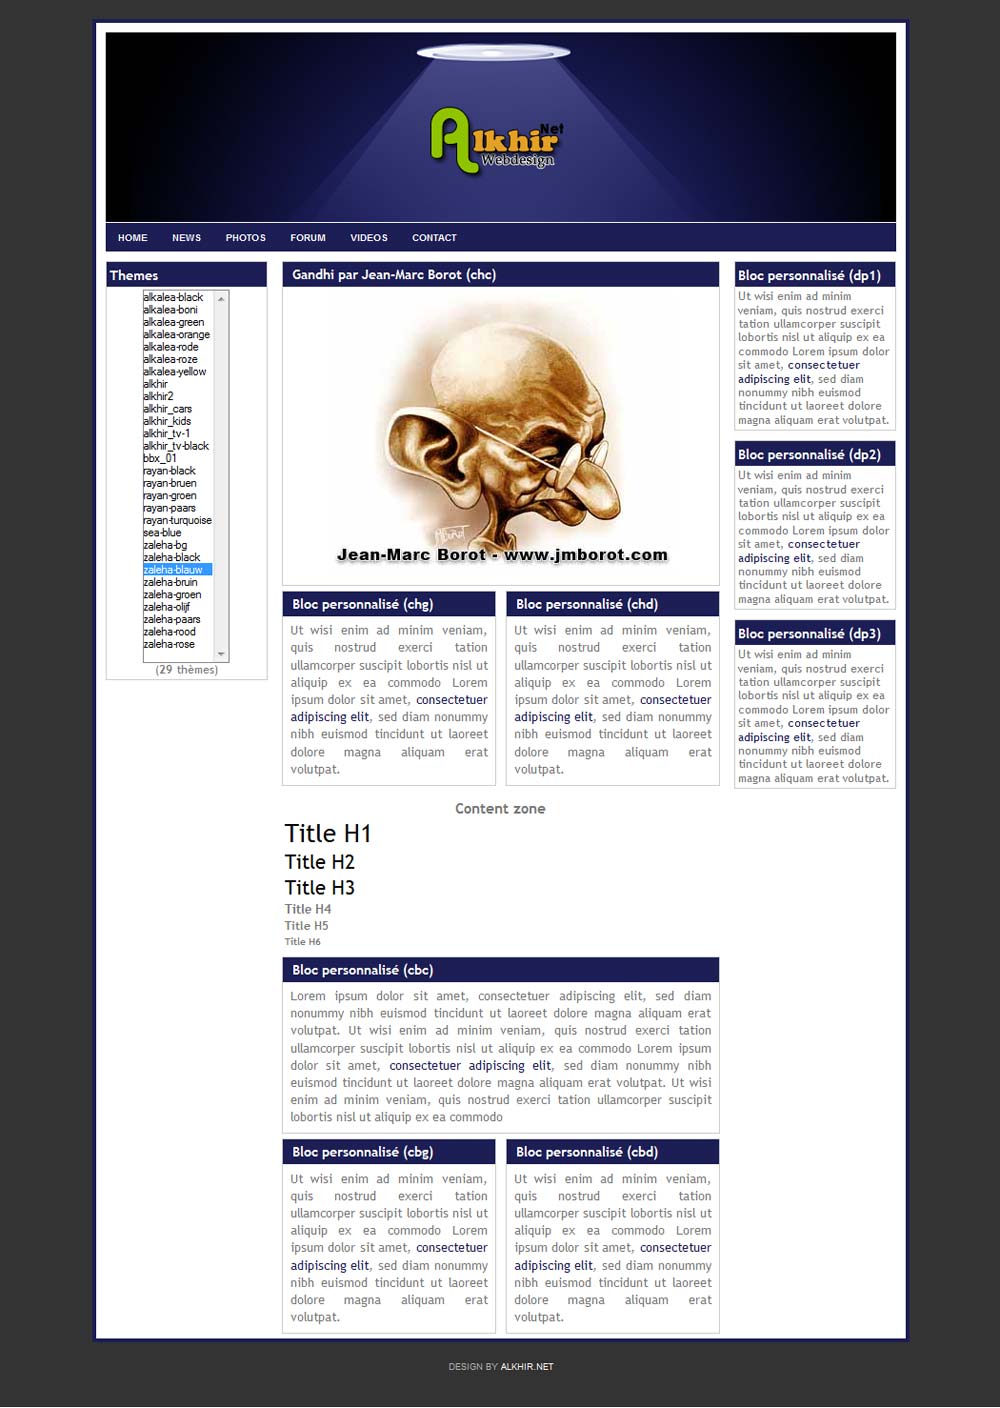 Alkhir Net
Webdesign
HOME NEWS PHOTOS FORUM VIDEOS CONTACT
Themes
alkalea-black
alkalea-boni
alkalea-green
alkalea-orange
alkalea-rode
alkalea-roze
alkalea-yellow
alkhir
alkhir2
alkhir_cars
alkhir_kids
alkhir_tv-1
alkhir_tv-black
bbx_01
rayan-black
rayan-bruen
rayan-groen
rayan-paars
rayan-turquoise
sea-blue
zaleha-bg
zaleha-black
zaleha-blauw
zaleha-bruin
zaleha-groen
zaleha-olijf
zaleha-paars
zaleha-rood
zaleha-rose
(29 thèmes)
Gandhi par Jean-Marc Borot (chc)
Jean-Marc Borot - www.jmborot.com
Bloc personnalisé (chg)
Ut wisi enim ad minim veniam,
quis nostrud exerci tation
ullamcorper suscipit lobortis nisl ut
aliquip ex ea commodo Lorem
ipsum dolor sit amet, consectetuer
adipiscing elit, sed diam nonummy
nibh euismod tincidunt ut laoreet
dolore magna aliquam erat
volutpat.
Bloc personnalisé (chd)
Ut wisi enim ad minim veniam,
quis nostrud exerci tation
ullamcorper suscipit lobortis nisl ut
aliquip ex ea commodo Lorem
ipsum dolor sit amet, consectetuer
adipiscing elit, sed diam nonummy
nibh euismod tincidunt ut laoreet
dolore magna aliquam erat
volutpat.
Content zone
Title H1
Title H2
Title H3
Title H4
Title H5
Title H6
Bloc personnalisé (cbc)
Lorem ipsum dolor sit amet, consectetuer adipiscing elit, sed diam
nonummy nibh euismod tincidunt ut laoreet dolore magna aliquam erat
volutpat. Ut wisi enim ad minim veniam, quis nostrud exerci tation
ullamcorper suscipit lobortis nisl ut aliquip ex ea commodo Lorem ipsum
dolor sit amet, consectetuer adipiscing elit, sed diam nonummy nibh
euismod tincidunt ut laoreet dolore magna aliquam erat volutpat. Ut wisi
enim ad minim veniam, quis nostrud exerci tation ullamcorper suscipit
lobortis nisl ut aliquip ex ea commodo
Bloc personnalisé (cbg)
Ut wisi enim ad minim veniam,
quis nostrud exerci tation
ullamcorper suscipit lobortis nisl ut
aliquip ex ea commodo Lorem
ipsum dolor sit amet, consectetuer
adipiscing elit, sed diam nonummy
nibh euismod tincidunt ut laoreet
dolore magna aliquam erat
volutpat.
Bloc personnalisé (cbd)
Ut wisi enim ad minim veniam,
quis nostrud exerci tation
ullamcorper suscipit lobortis nisl ut
aliquip ex ea commodo Lorem
ipsum dolor sit amet, consectetuer
adipiscing elit, sed diam nonummy
nibh euismod tincidunt ut laoreet
dolore magna aliquam erat
volutpat.
Bloc personnalisé (dp1)
Ut wisi enim ad minim
veniam, quis nostrud exerci
tation ullamcorper suscipit
lobortis nisl ut aliquip ex ea
commodo Lorem ipsum dolor
sit amet, consectetuer
adipiscing elit, sed diam
nonummy nibh euismod
tincidunt ut laoreet dolore
magna aliquam erat volutpat.
Bloc personnalisé (dp2)
Ut wisi enim ad minim
veniam, quis nostrud exerci
tation ullamcorper suscipit
lobortis nisl ut aliquip ex ea
commodo Lorem ipsum dolor
sit amet, consectetuer
adipiscing elit, sed diam
nonummy nibh euismod
tincidunt ut laoreet dolore
magna aliquam erat volutpat.
Bloc personnalisé (dp3)
Ut wisi enim ad minim
veniam, quis nostrud exerci
tation ullamcorper suscipit
lobortis nisl ut aliquip ex ea
commodo Lorem ipsum dolor
sit amet, consectetuer
adipiscing elit, sed diam
nonummy nibh euismod
tincidunt ut laoreet dolore
magna aliquam erat volutpat.
DESIGN BY ALKHIR.NET